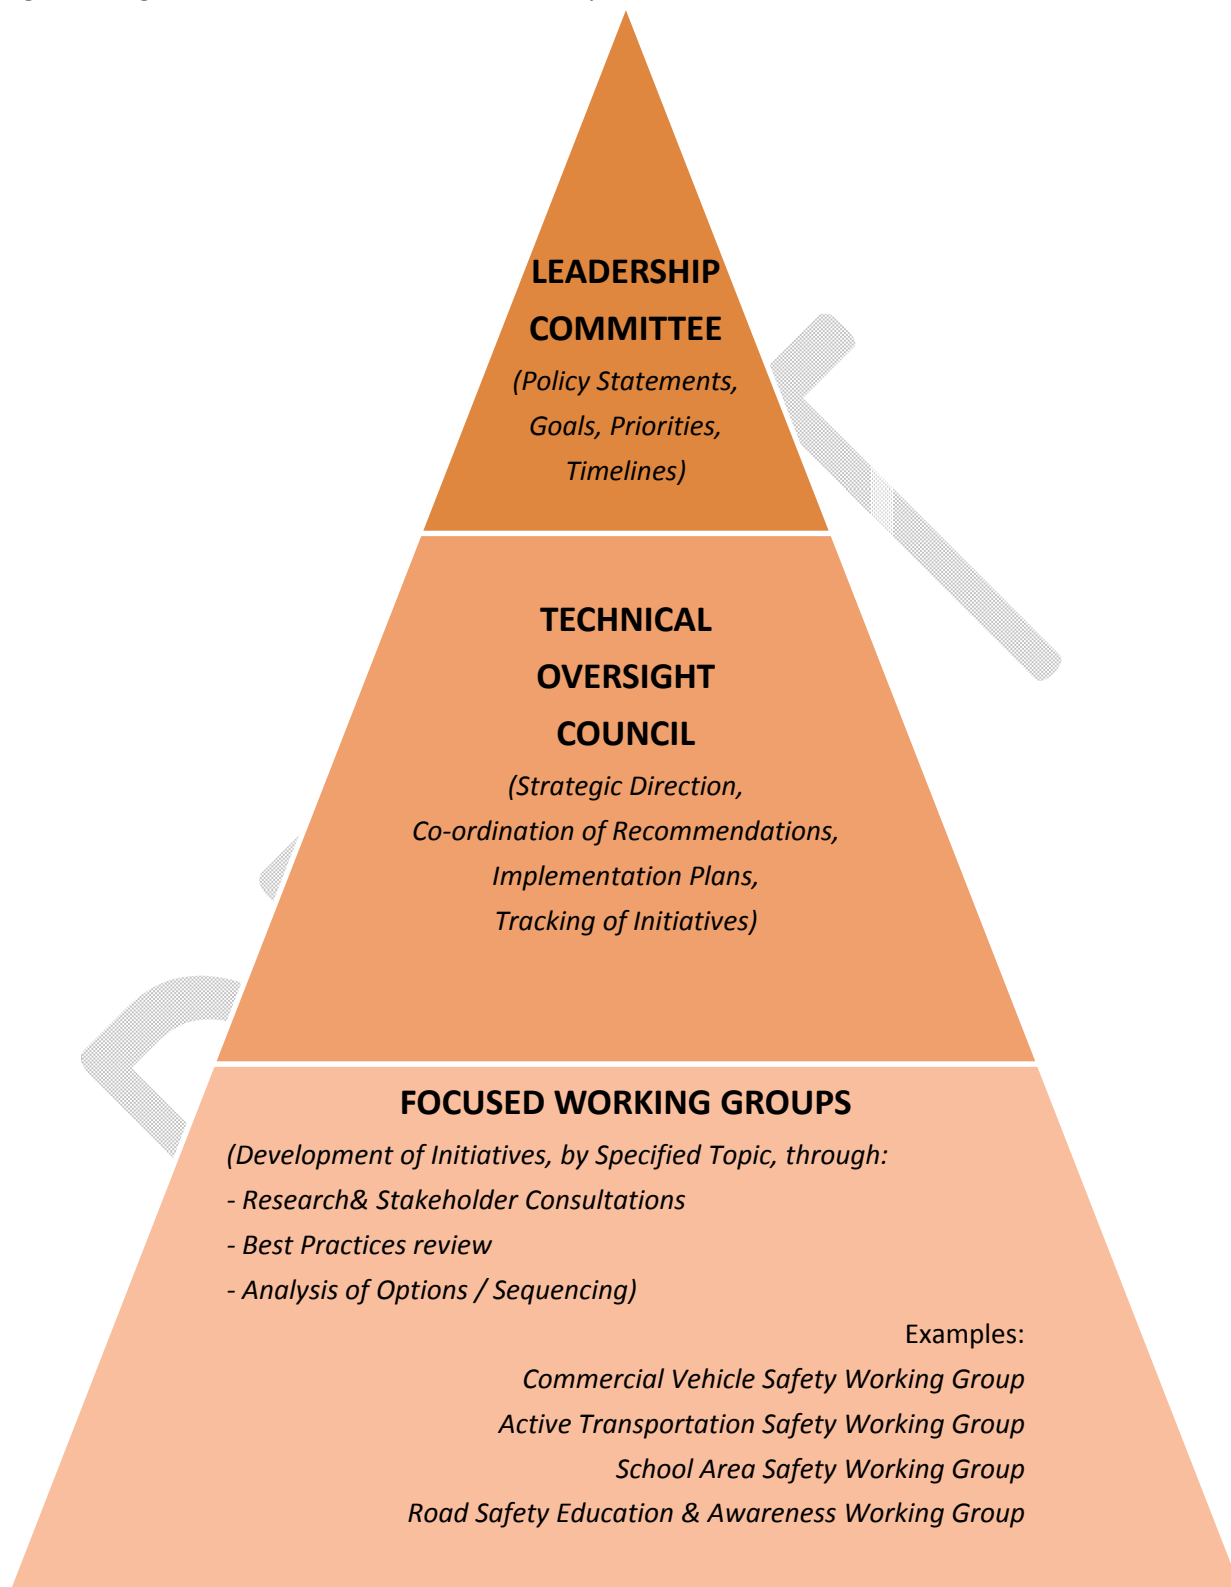 LEADERSHIP
COMMITTEE
(Policy Statements,
Goals, Priorities,
Timelines)
TECHNICAL
OVERSIGHT
COUNCIL
(Strategic Direction,
Co-ordination of Recommendations,
Implementation Plans,
Tracking of Initiatives)
FOCUSED WORKING GROUPS
(Development of Initiatives, by Specified Topic, through:
- Research& Stakeholder Consultations
- Best Practices review
- Analysis of Options / Sequencing)
Examples:
Commercial Vehicle Safety Working Group
Active Transportation Safety Working Group
School Area Safety Working Group
Road Safety Education & Awareness Working Group